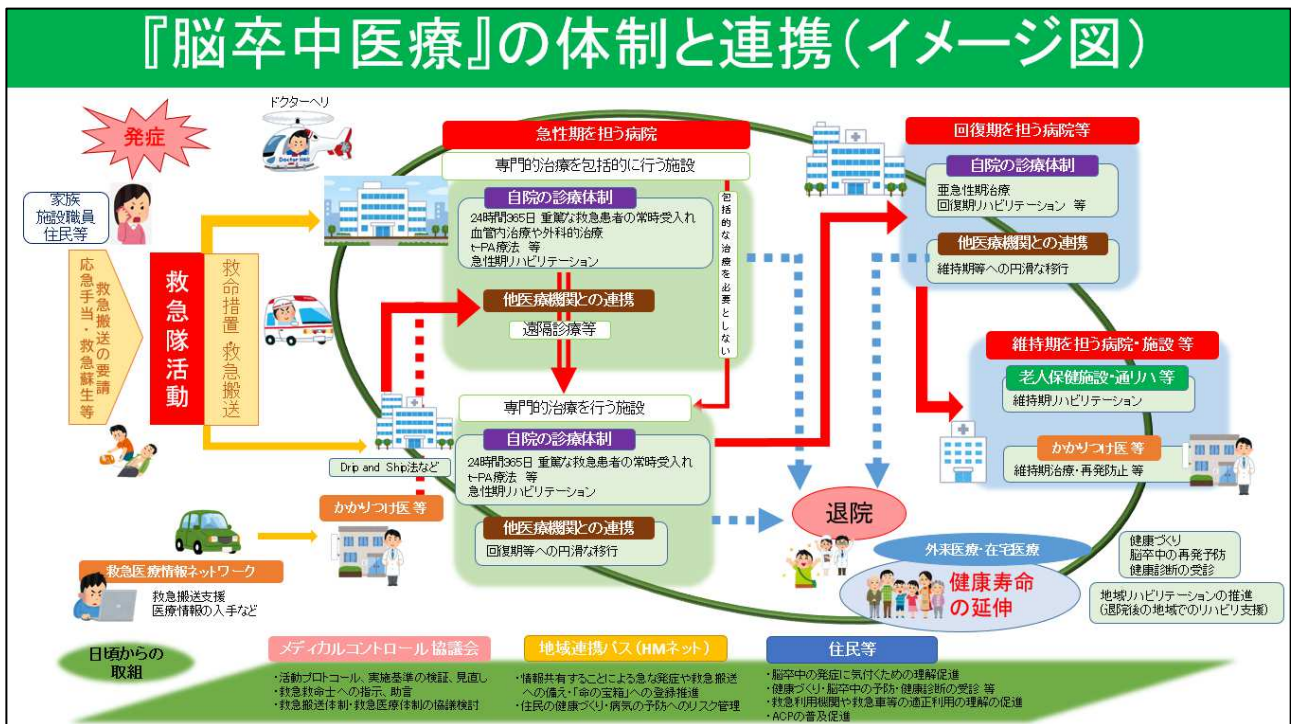 『脳卒中医療』の体制と連携(イメージ図)
発症
ドクターヘリ
Doctor Heli
家族
施設職員
住民等
救急搬送の要請
応急手当・救急蘇生等
救急隊活動
救命措置・救急搬送
急性期を担う病院
専門的治療を包括的に行う施設
自院の診療体制
24時間365日 重篤な救急患者の常時受入れ
血管内治療や外科的治療
t-PA療法 等
急性期リハビリテーション
他医療機関との連携
遠隔診療等
包括的な治療を必要としない
専門的治療を行う施設
自院の診療体制
24時間365日 重篤な救急患者の常時受入れ
t-PA療法 等
急性期リハビリテーション
他医療機関との連携
回復期等への円滑な移行
Drip and Ship法など
かかりつけ医 等
救急医療情報ネットワーク
救急搬送支援
医療情報の入手など
回復期を担う病院等
自院の診療体制
亜急性期治療
回復期リハビリテーション 等
他医療機関との連携
維持期等への円滑な移行
維持期を担う病院・施設 等
老人保健施設・通リハ 等
維持期リハビリテーション
かかりつけ医 等
維持期治療・再発防止 等
退院
外来医療・在宅医療
健康寿命
の延伸
健康づくり
脳卒中の再発予防
健康診断の受診
地域リハビリテーションの推進
(退院後の地域でのリハビリ支援)
日頃からの
取組
メディカルコントロール協議会
・活動プロトコール、実施基準の検証、見直し
・救急救命士への指示、助言
・救急搬送体制・救急医療体制の協議検討
地域連携パス(HMネット)
・情報共有することによる急な発症や救急搬送
への備え・「命の宝箱」への登録推進
・住民の健康づくり・病気の予防へのリスク管理
住民等
・脳卒中の発症に気付くための理解促進
・健康づくり・脳卒中の予防・健康診断の受診 等
・救急利用機関や救急車等の適正利用の理解の促進
・ACPの普及促進